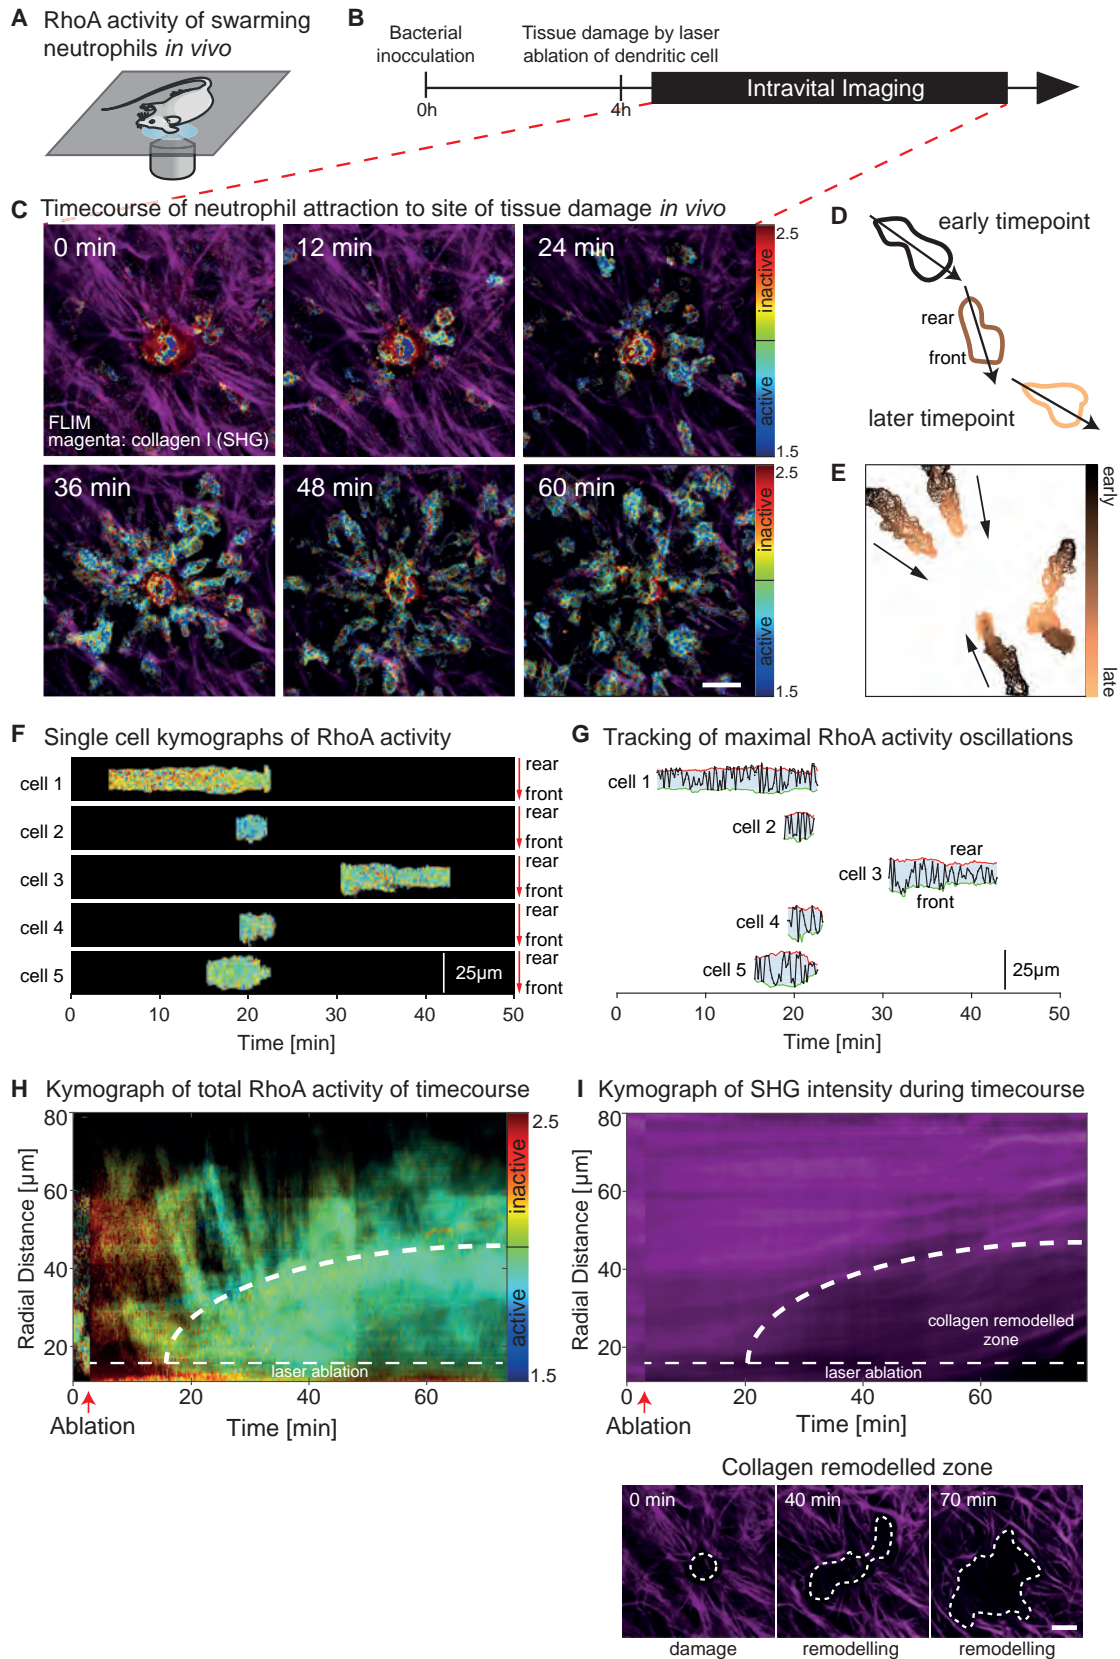 A RhoA activity of swarming
neutrophils in vivo
B
Bacterial
inocculation
Tissue damage by laser
ablation of dendritic cell
Intravital Imaging
0h
4h
C Timecourse of neutrophil attraction to site of tissue damage in vivo
0 min
12 min
24 min
FLIM
magenta: collagen I (SHG)
2.5
inactive
active
1.5
36 min
48 min
60 min
2.5
inactive
active
1.5
D
early timepoint
rear
front
later timepoint
E
early
late
F Single cell kymographs of RhoA activity
cell 1
rear
front
cell 2
rear
front
cell 3
rear
front
cell 4
rear
front
cell 5
25µm
rear
front
0 10 20 30 40 50
Time [min]
G Tracking of maximal RhoA activity oscillations
cell 1
cell 2
cell 3
rear
front
cell 4
cell 5
25µm
0 10 20 30 40 50
Time [min]
H Kymograph of total RhoA activity of timecourse
80
60
40
20
Radial Distance [µm]
2.5
inactive
active
1.5
laser ablation
0 20 40 60
Ablation
Time [min]
I Kymograph of SHG intensity during timecourse
80
60
40
20
Radial Distance [µm]
collagen remodelled
zone
laser ablation
0 20 40 60
Ablation
Time [min]
Collagen remodelled zone
0 min
40 min
70 min
damage
remodelling
remodelling